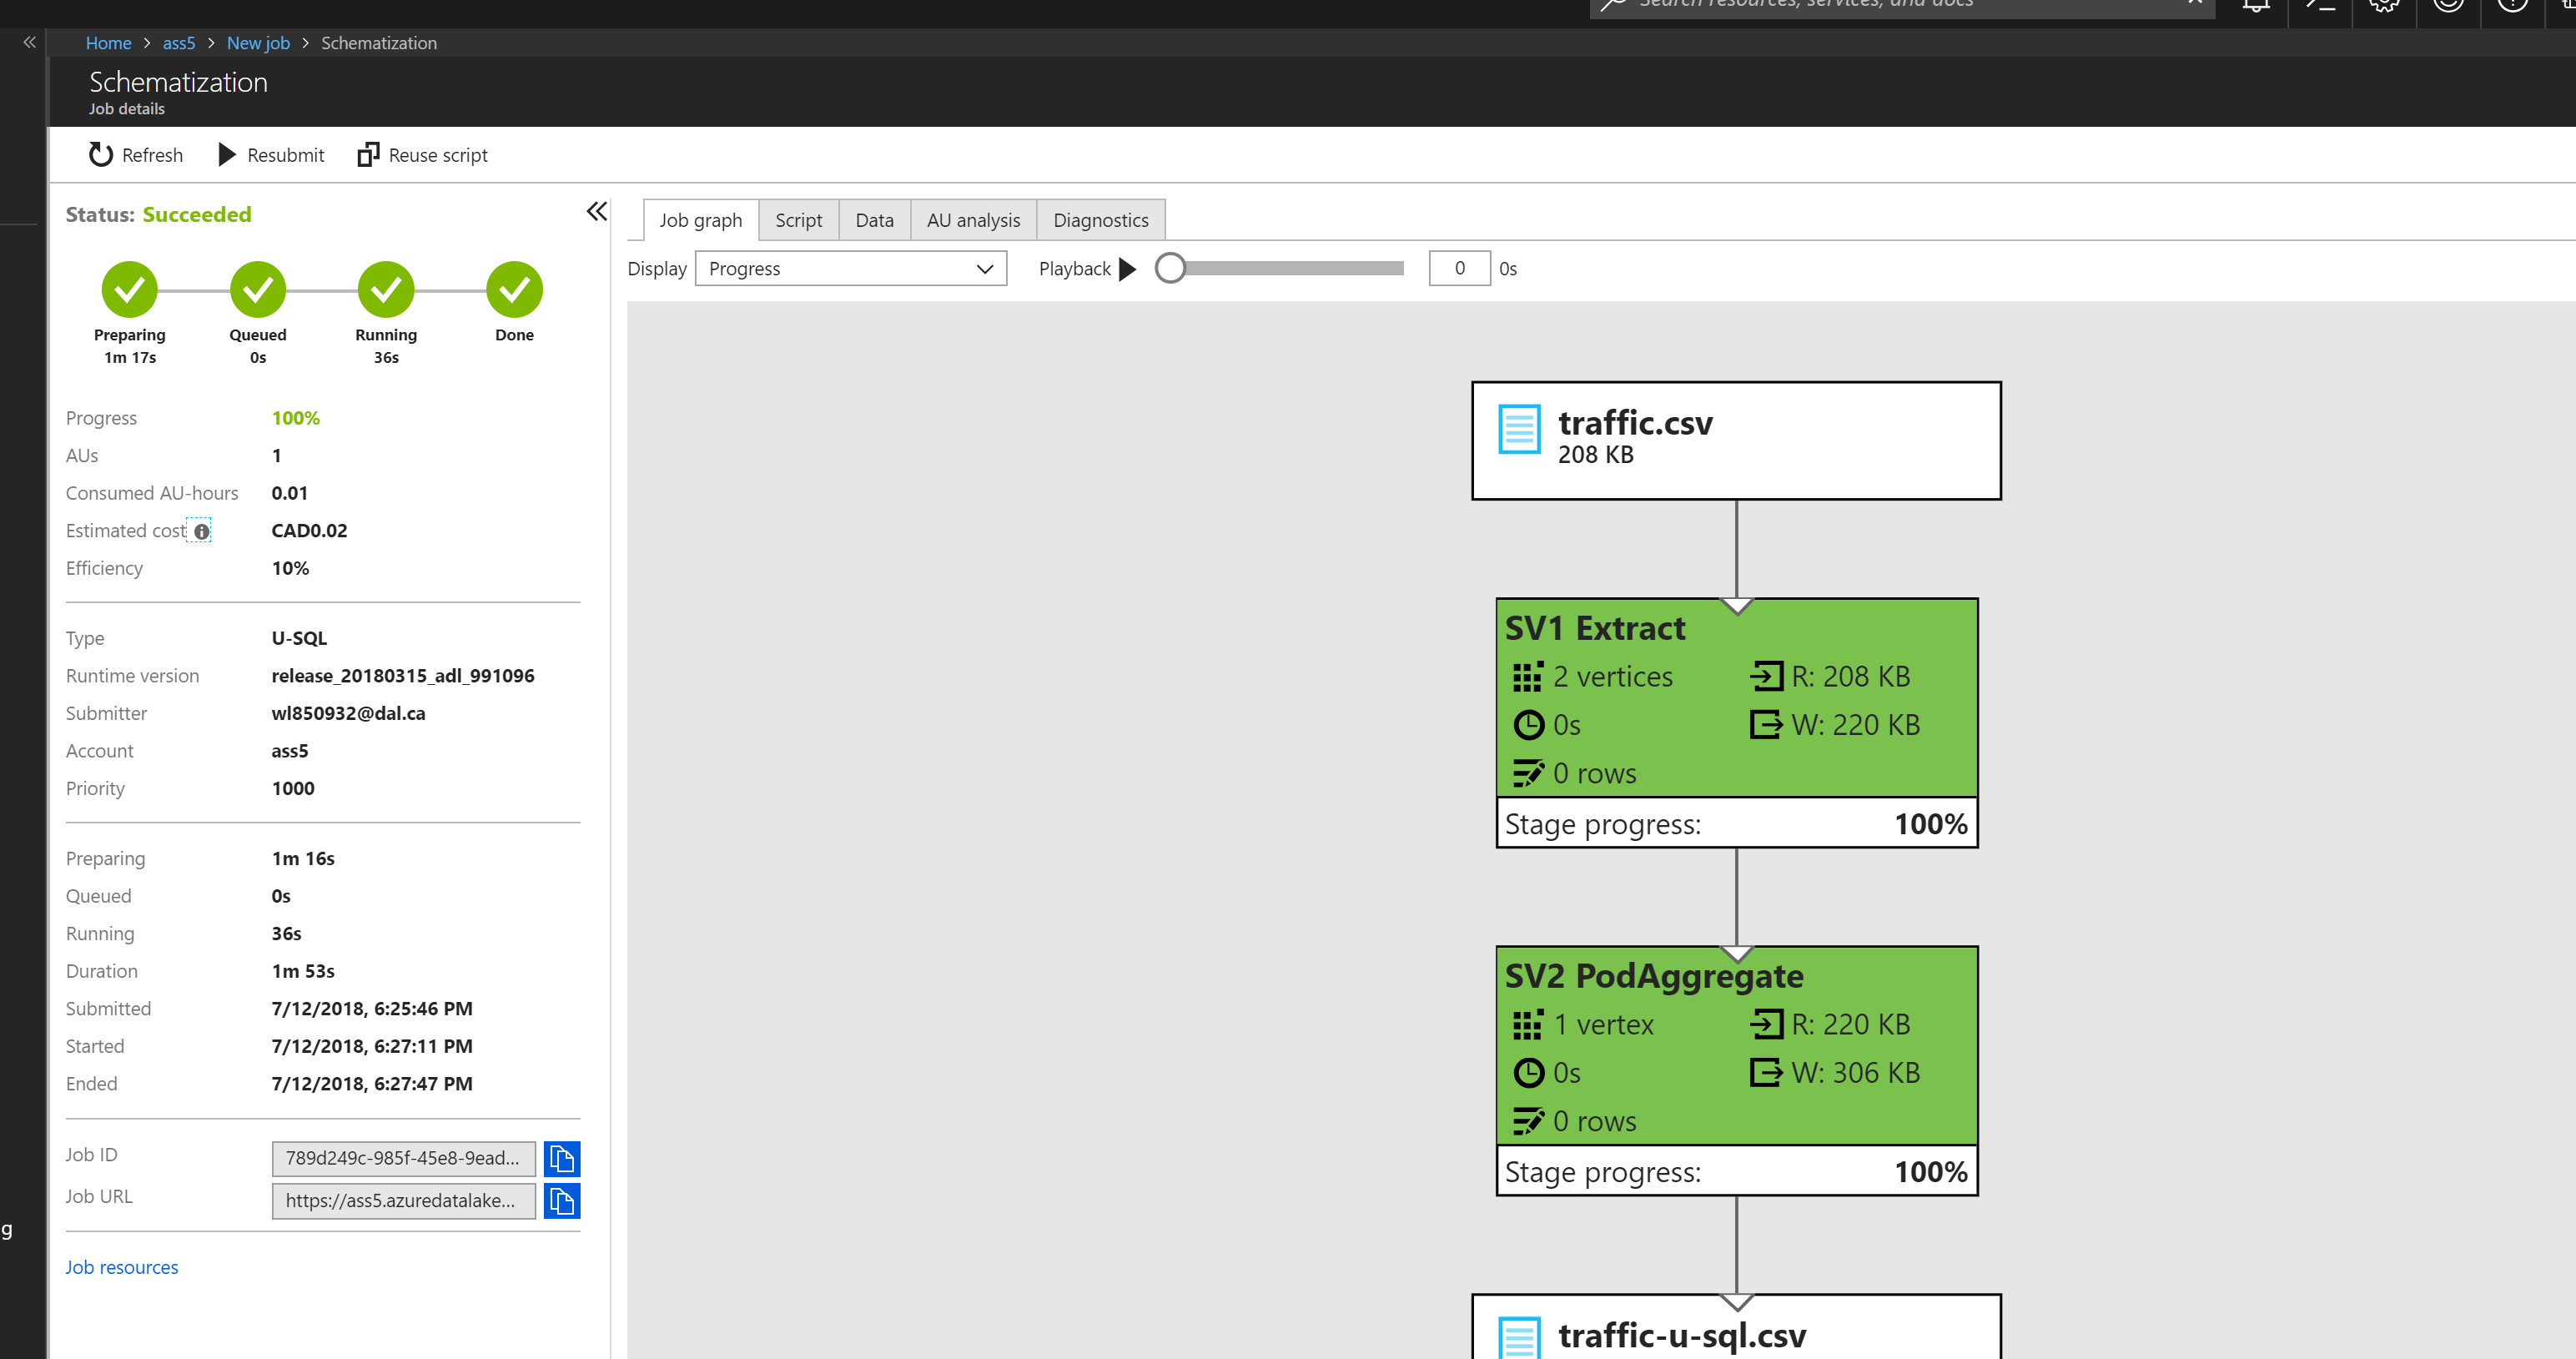 Search resources, services, and docs
Home > ass5 > New job > Schematization
Schematization
Job details
Refresh Resubmit Reuse script
Status: Succeeded
Preparing Queued Running Done
1m 17s 0s 36s
Progress 100%
AUs 1
Consumed AU-hours 0.01
Estimated cost CAD0.02
Efficiency 10%
Type U-SQL
Runtime version release_20180315_adl_991096
Submitter wl850932@dal.ca
Account ass5
Priority 1000
Preparing 1m 16s
Queued 0s
Running 36s
Duration 1m 53s
Submitted 7/12/2018, 6:25:46 PM
Started 7/12/2018, 6:27:11 PM
Ended 7/12/2018, 6:27:47 PM
Job ID 789d249c-985f-45e8-9ead...
Job URL https://ass5.azuredatalake...
Job resources
g
Job graph Script Data AU analysis Diagnostics
Display Progress Playback 0 0s
traffic.csv
208 KB
SV1 Extract
2 vertices R: 208 KB
0s W: 220 KB
0 rows
Stage progress: 100%
SV2 PodAggregate
1 vertex R: 220 KB
0s W: 306 KB
0 rows
Stage progress: 100%
traffic-u-sql.csv